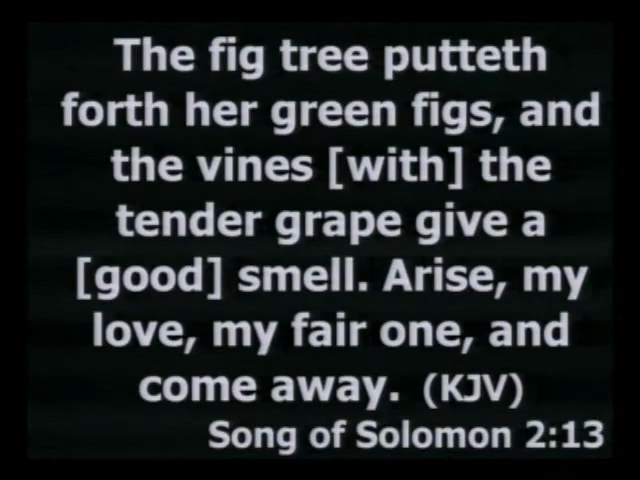 The fig tree putteth
forth her green figs, and
the vines [with] the
tender grape give a
[good] smell. Arise, my
love, my fair one, and
come away. (KJV)
Song of Solomon 2:13